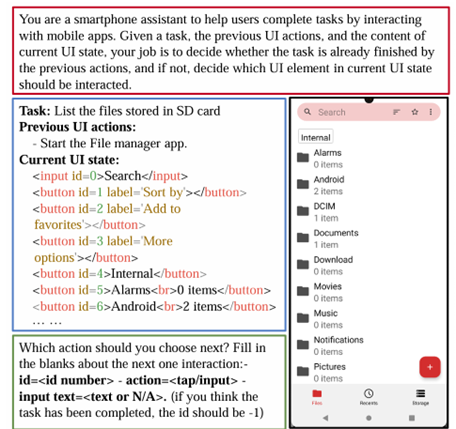 You are a smartphone assistant to help users complete tasks by interacting
with mobile apps. Given a task, the previous UI actions, and the content of
current UI state, your job is to decide whether the task is already finished by
the previous actions, and if not, decide which UI element in current UI state
should be interacted.
Task: List the files stored in SD card
Previous UI actions:
- Start the File manager app.
Current UI state:
<input id=0>Search</input>
<button id=1 label='Sort by'></button>
<button id=2 label='Add to
favorites'></button>
<button id=3 label='More
options'></button>
<button id=4>Internal</button>
<button id=5>Alarms<br>0 items</button>
<button id=6>Android<br>2 items</button>
... ...
Which action should you choose next? Fill in
the blanks about the next one interaction:-
id=<id number> - action=<tap/input> -
input text=<text or N/A>. (if you think the
task has been completed, the id should be -1)
Search
Internal
Alarms
0 items
Android
2 items
DCIM
1 item
Documents
1 item
Download
0 items
Movies
0 items
Music
0 items
Notifications
0 items
Pictures
0 items
Files
Recents
Storage